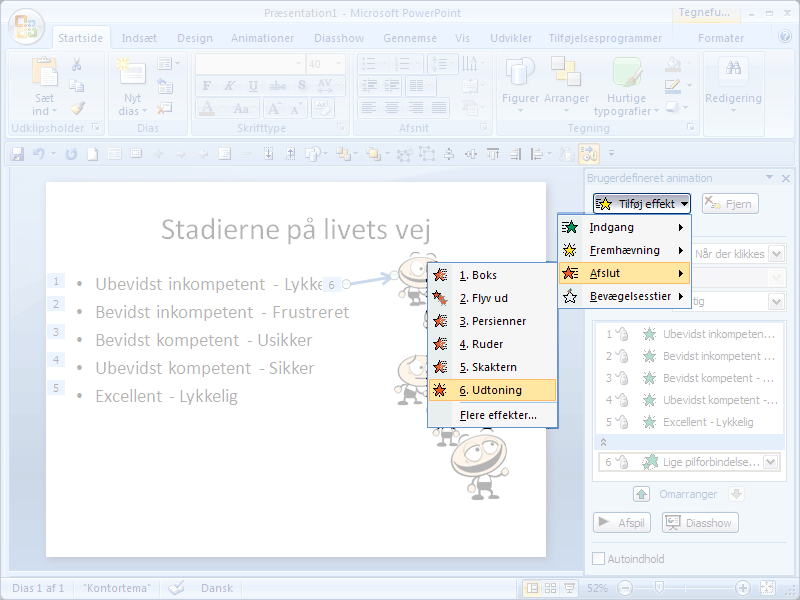 Præsentation1 - Microsoft PowerPoint
Tegnefu...
Startside Indsæt Design Animationer Diasshow Gennemse Vis Udvikler Tilføjelsesprogrammer Formater
Sæt ind
Nyt dias
40
F K U abc S AV
A Aa A A
Figurer Arranger Hurtige typografier
Redigering
Udklipsholder Dias Skrifttype Afsnit Tegning
Brugerdefineret animation
Tilføj effekt Fjern
Indgang
Fremhævning
Afslut
Bevægelsesstier
Når der klikkes
1. Boks
2. Flyv ud
3. Persienner
4. Ruder
5. Skaktern
6. Udtoning
Flere effekter...
Stadierne på livets vej
1 • Ubevidst inkompetent - Lykke 6
2 • Bevidst inkompetent - Frustreret
3 • Bevidst kompetent - Usikker
4 • Ubevidst kompetent - Sikker
5 • Excellent - Lykkelig
1 Ubevidst inkompeten...
2 Bevidst inkompetent ...
3 Bevidst kompetent - ...
4 Ubevidst kompetent -...
5 Excellent - Lykkelig
6 Lige pilforbindelse...
Omarranger
Afspil Diasshow
Autoindhold
Dias 1 af 1 "Kontortema" Dansk 52%